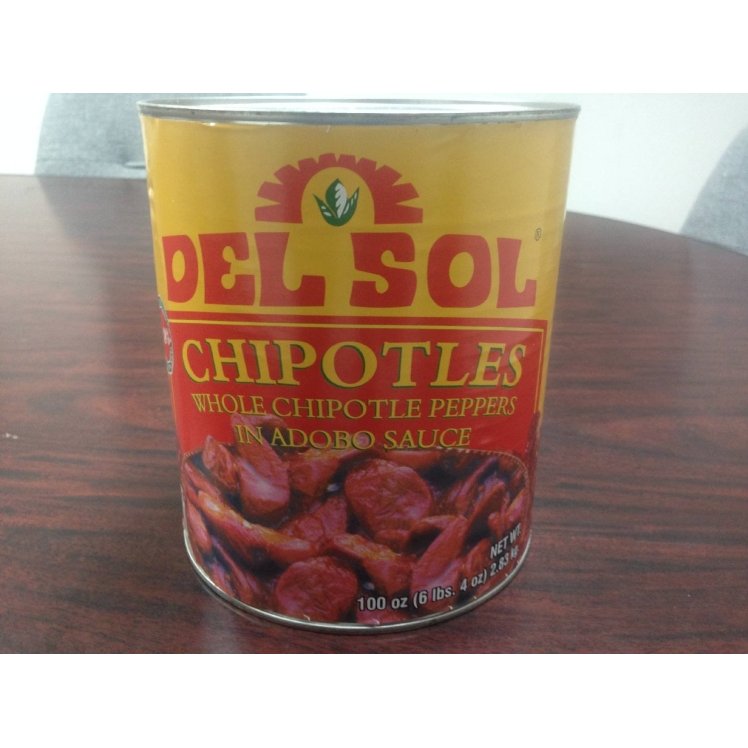 DEL SOL®
CHIPOTLES
WHOLE CHIPOTLE PEPPERS
IN ADOBO SAUCE
NET WT.
100 oz (6 lbs. 4 oz) 2.83 kg